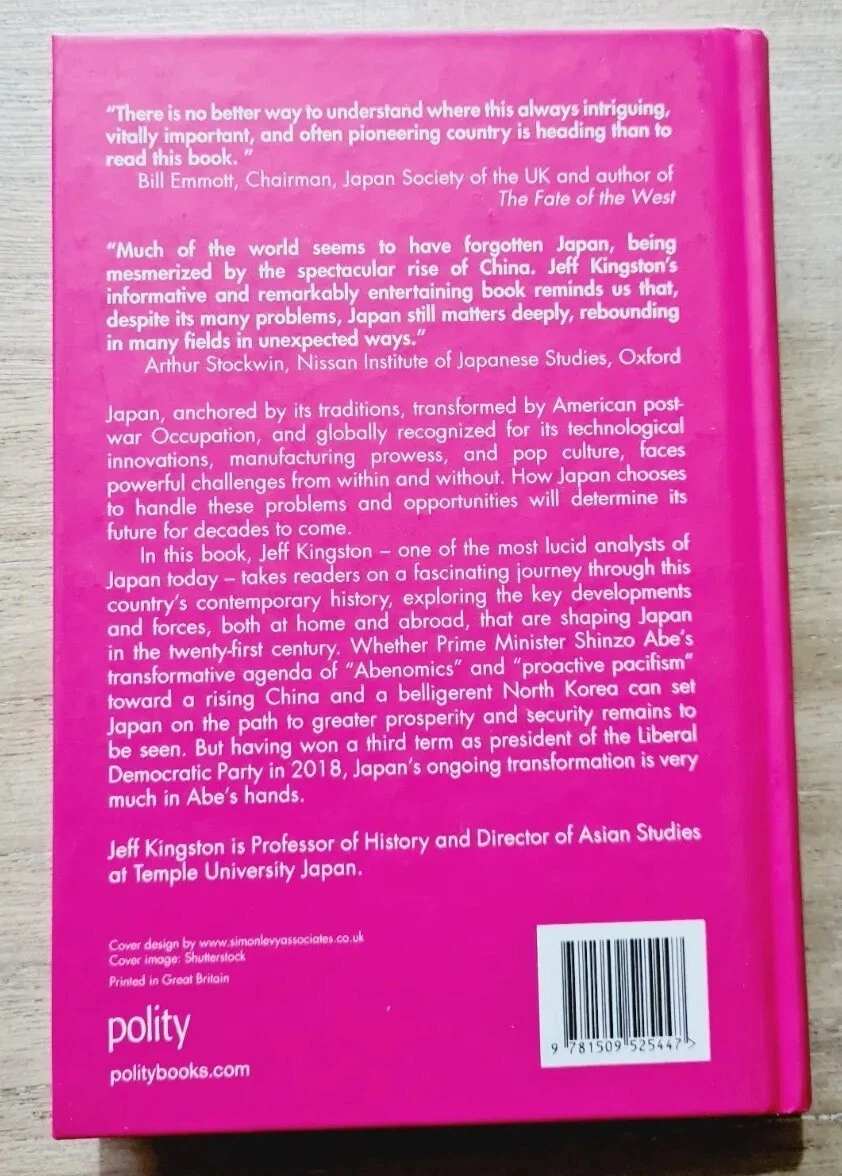 “There is no better way to understand where this always intriguing,
vitally important, and often pioneering country is heading than to
read this book. ”
Bill Emmott, Chairman, Japan Society of the UK and author of
The Fate of the West
“Much of the world seems to have forgotten Japan, being
mesmerized by the spectacular rise of China. Jeff Kingston’s
informative and remarkably entertaining book reminds us that,
despite its many problems, Japan still matters deeply, rebounding
in many fields in unexpected ways.”
Arthur Stockwin, Nissan Institute of Japanese Studies, Oxford
Japan, anchored by its traditions, transformed by American post-
war Occupation, and globally recognized for its technological
innovations, manufacturing prowess, and pop culture, faces
powerful challenges from within and without. How Japan chooses
to handle these problems and opportunities will determine its
future for decades to come.
In this book, Jeff Kingston – one of the most lucid analysts of
Japan today – takes readers on a fascinating journey through this
country’s contemporary history, exploring the key developments
and forces, both at home and abroad, that are shaping Japan
in the twenty-first century. Whether Prime Minister Shinzo Abe’s
transformative agenda of “Abenomics” and “proactive pacifism”
toward a rising China and a belligerent North Korea can set
Japan on the path to greater prosperity and security remains to
be seen. But having won a third term as president of the Liberal
Democratic Party in 2018, Japan’s ongoing transformation is very
much in Abe’s hands.
Jeff Kingston is Professor of History and Director of Asian Studies
at Temple University Japan.
Cover design by www.simonlevyassociates.co.uk
Cover image: Shutterstock
Printed in Great Britain
polity
politybooks.com
9 781509 525447 >